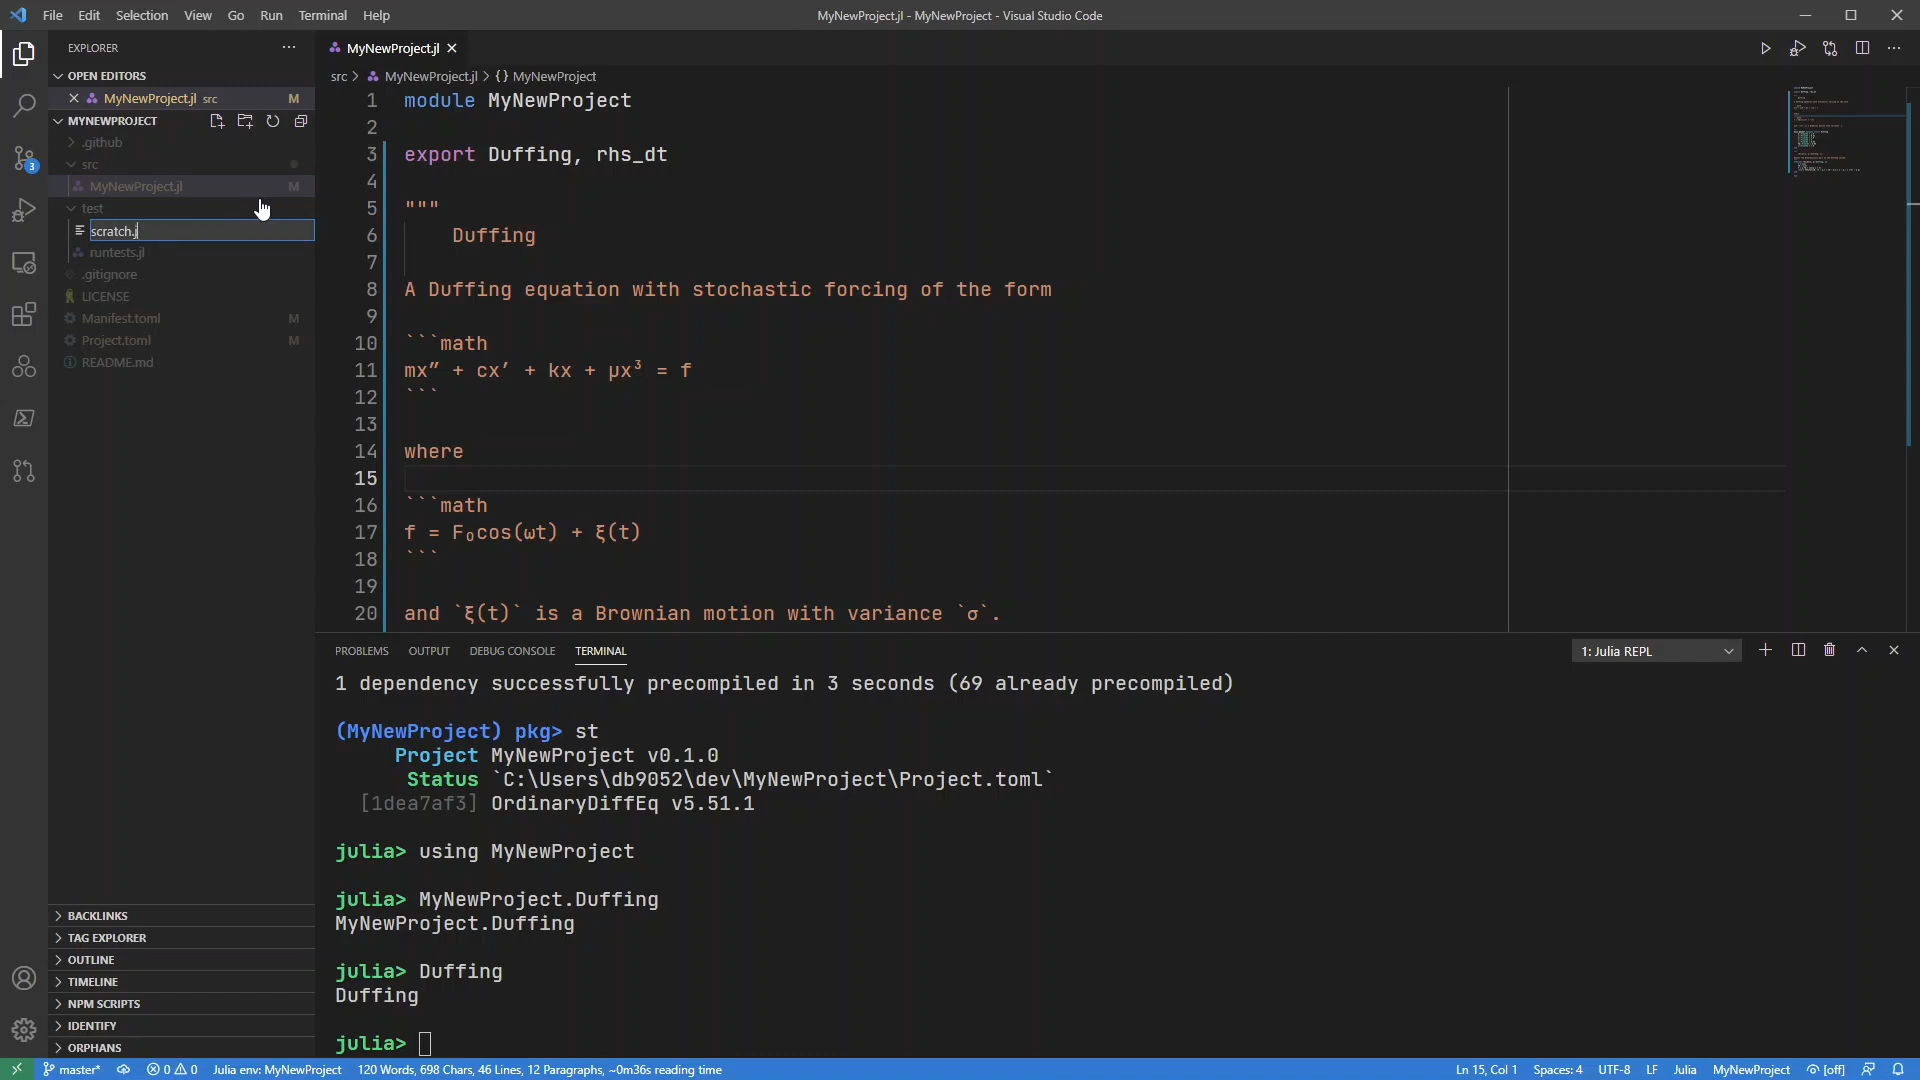 File Edit Selection View Go Run Terminal Help
MyNewProject.jl - MyNewProject - Visual Studio Code
EXPLORER
MyNewProject.jl
OPEN EDITORS
MyNewProject.jl src M
src > MyNewProject.jl > {} MyNewProject
MYNEWPROJECT
.github
src
MyNewProject.jl M
test
scratch.j
runtests.jl
.gitignore
LICENSE
Manifest.toml M
Project.toml M
README.md
3
1 module MyNewProject
2
3 export Duffing, rhs_dt
4
5 """
6 Duffing
7
8 A Duffing equation with stochastic forcing of the form
9
10 ```math
11 mx″ + cx′ + kx + μx³ = f
12 ```
13
14 where
15
16 ```math
17 f = F₀cos(ωt) + ξ(t)
18 ```
19
20 and `ξ(t)` is a Brownian motion with variance `σ`.
PROBLEMS OUTPUT DEBUG CONSOLE TERMINAL
1: Julia REPL
1 dependency successfully precompiled in 3 seconds (69 already precompiled)
(MyNewProject) pkg> st
Project MyNewProject v0.1.0
Status `C:\Users\db9052\dev\MyNewProject\Project.toml`
[1dea7af3] OrdinaryDiffEq v5.51.1
julia> using MyNewProject
julia> MyNewProject.Duffing
MyNewProject.Duffing
julia> Duffing
Duffing
julia>
BACKLINKS
TAG EXPLORER
OUTLINE
TIMELINE
NPM SCRIPTS
IDENTIFY
ORPHANS
master* 0 0 Julia env: MyNewProject 120 Words, 698 Chars, 46 Lines, 12 Paragraphs, ~0m36s reading time
Ln 15, Col 1 Spaces: 4 UTF-8 LF Julia MyNewProject [off]